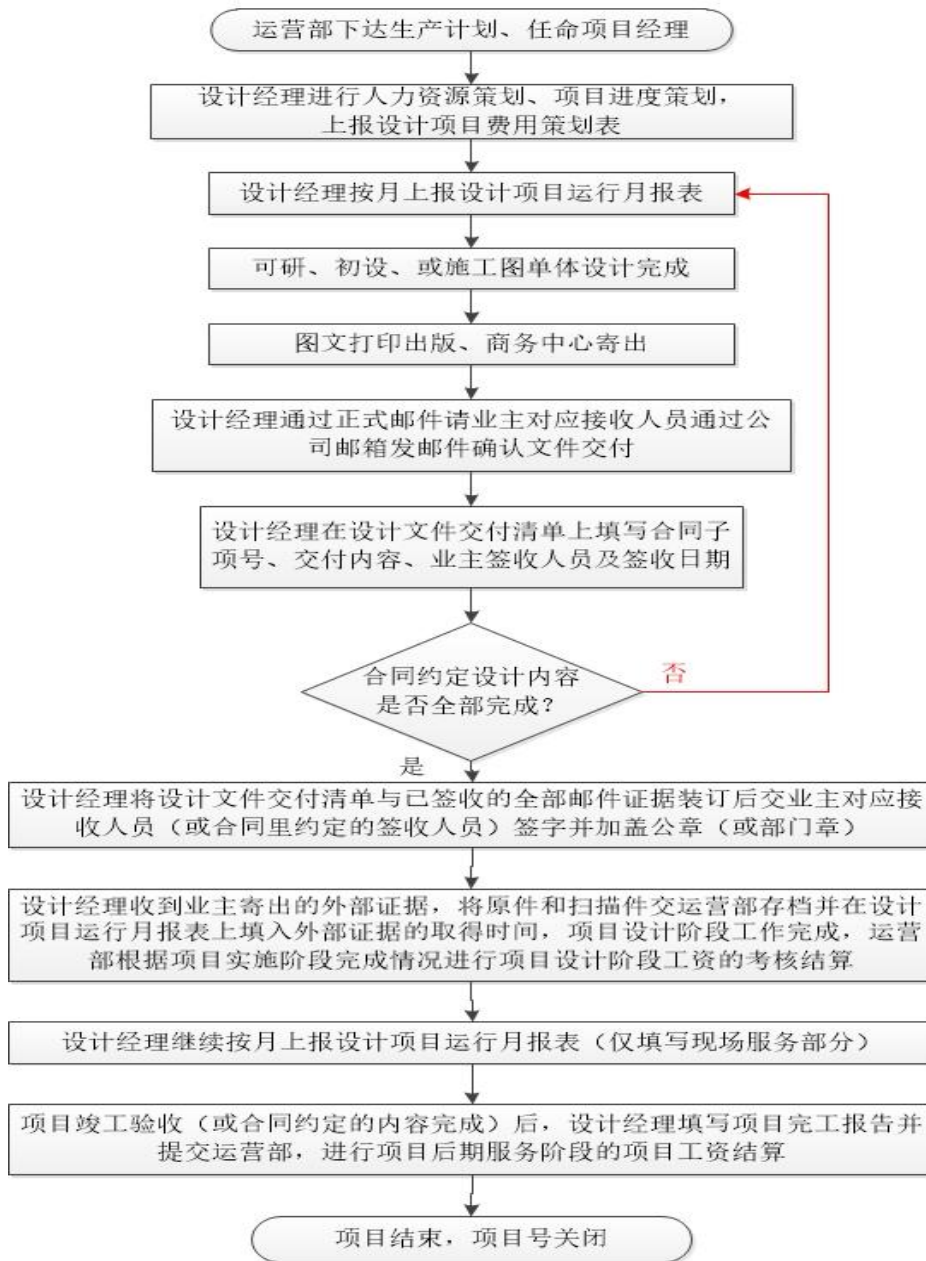 运营部下达生产计划、任命项目经理
设计经理进行人力资源策划、项目进度策划，
上报设计项目费用策划表
设计经理按月上报设计项目运行月报表
可研、初设、或施工图单体设计完成
图文打印出版、商务中心寄出
设计经理通过正式邮件请业主对应接收人员通过公
司邮箱发邮件确认文件交付
设计经理在设计文件交付清单上填写合同子
项号、交付内容、业主签收人员及签收日期
合同约定设计内容
是否全部完成？
否
是
设计经理将设计文件交付清单与已签收的全部邮件证据装订后交业主对应接
收人员（或合同里约定的签收人员）签字并加盖公章（或部门章）
设计经理收到业主寄出的外部证据，将原件和扫描件交运营部存档并在设计
项目运行月报表上填入外部证据的取得时间，项目设计阶段工作完成，运营
部根据项目实施阶段完成情况进行项目设计阶段工资的考核结算
设计经理继续按月上报设计项目运行月报表（仅填写现场服务部分）
项目竣工验收（或合同约定的内容完成）后，设计经理填写项目完工报告并
提交运营部，进行项目后期服务阶段的项目工资结算
项目结束，项目号关闭